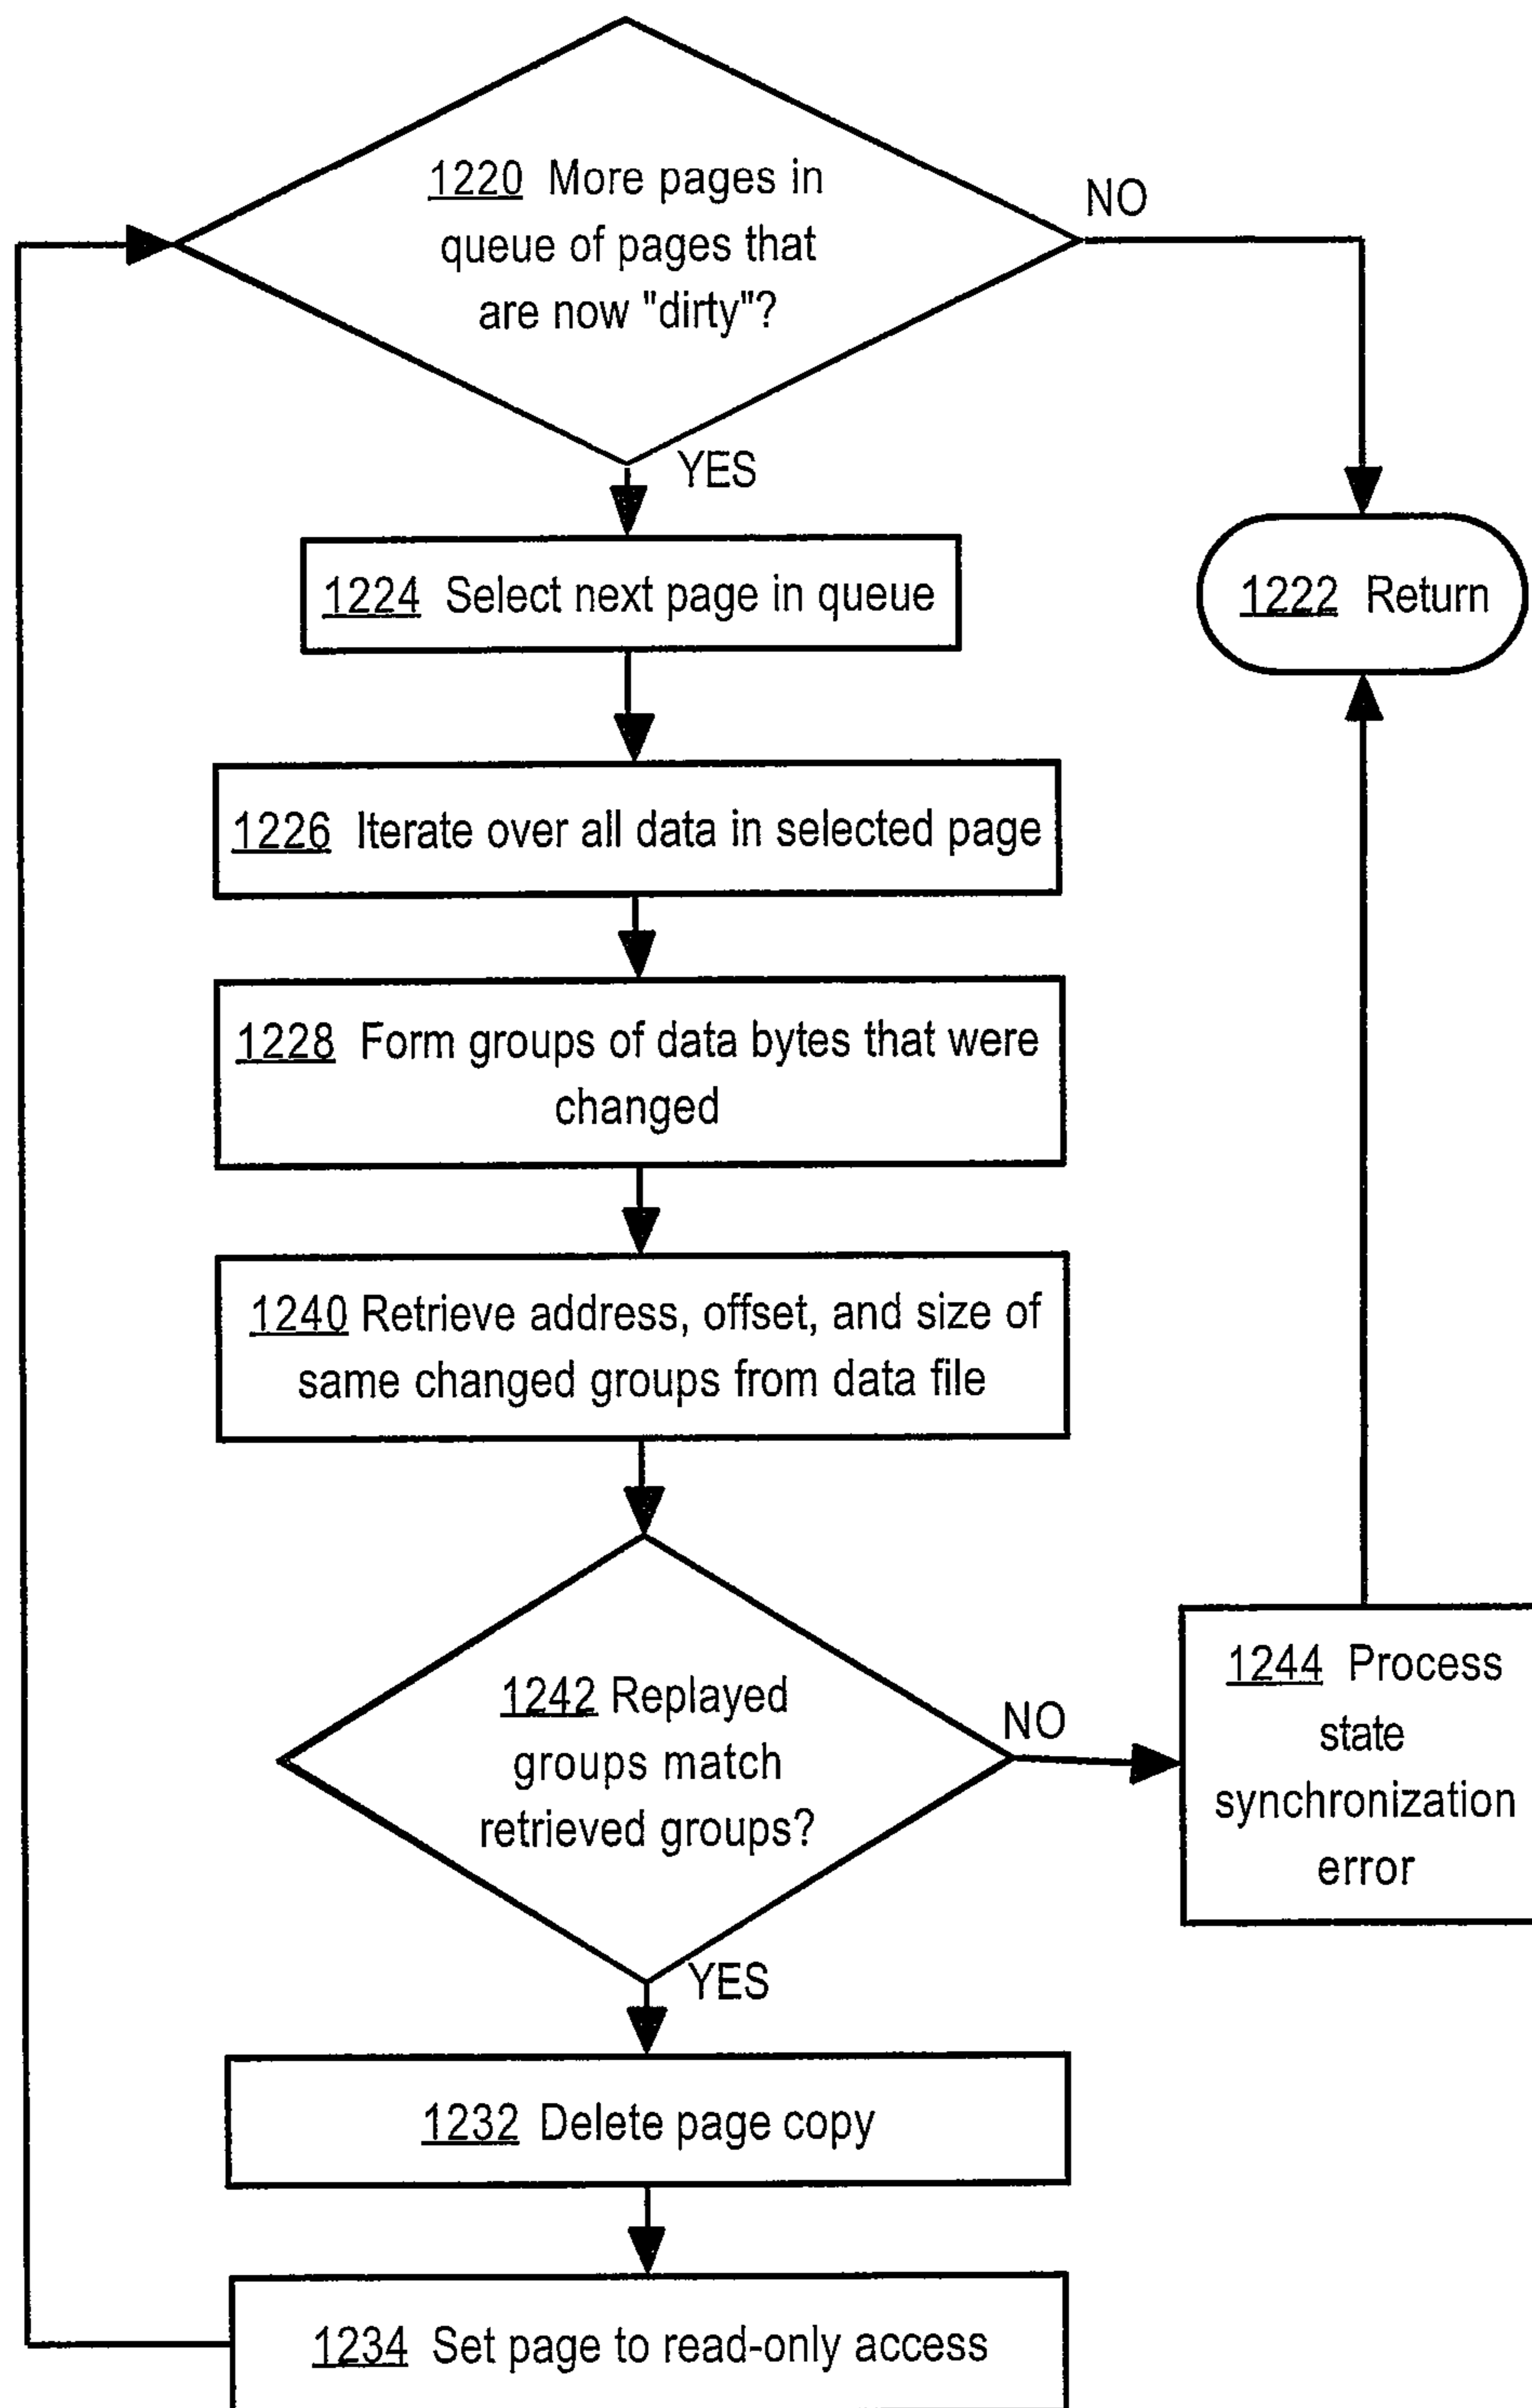 1220 More pages in
queue of pages that
are now "dirty"?
NO
YES
1224 Select next page in queue
1222 Return
1226 Iterate over all data in selected page
1228 Form groups of data bytes that were
changed
1240 Retrieve address, offset, and size of
same changed groups from data file
1242 Replayed
groups match
retrieved groups?
NO
1244 Process
state
synchronization
error
YES
1232 Delete page copy
1234 Set page to read-only access